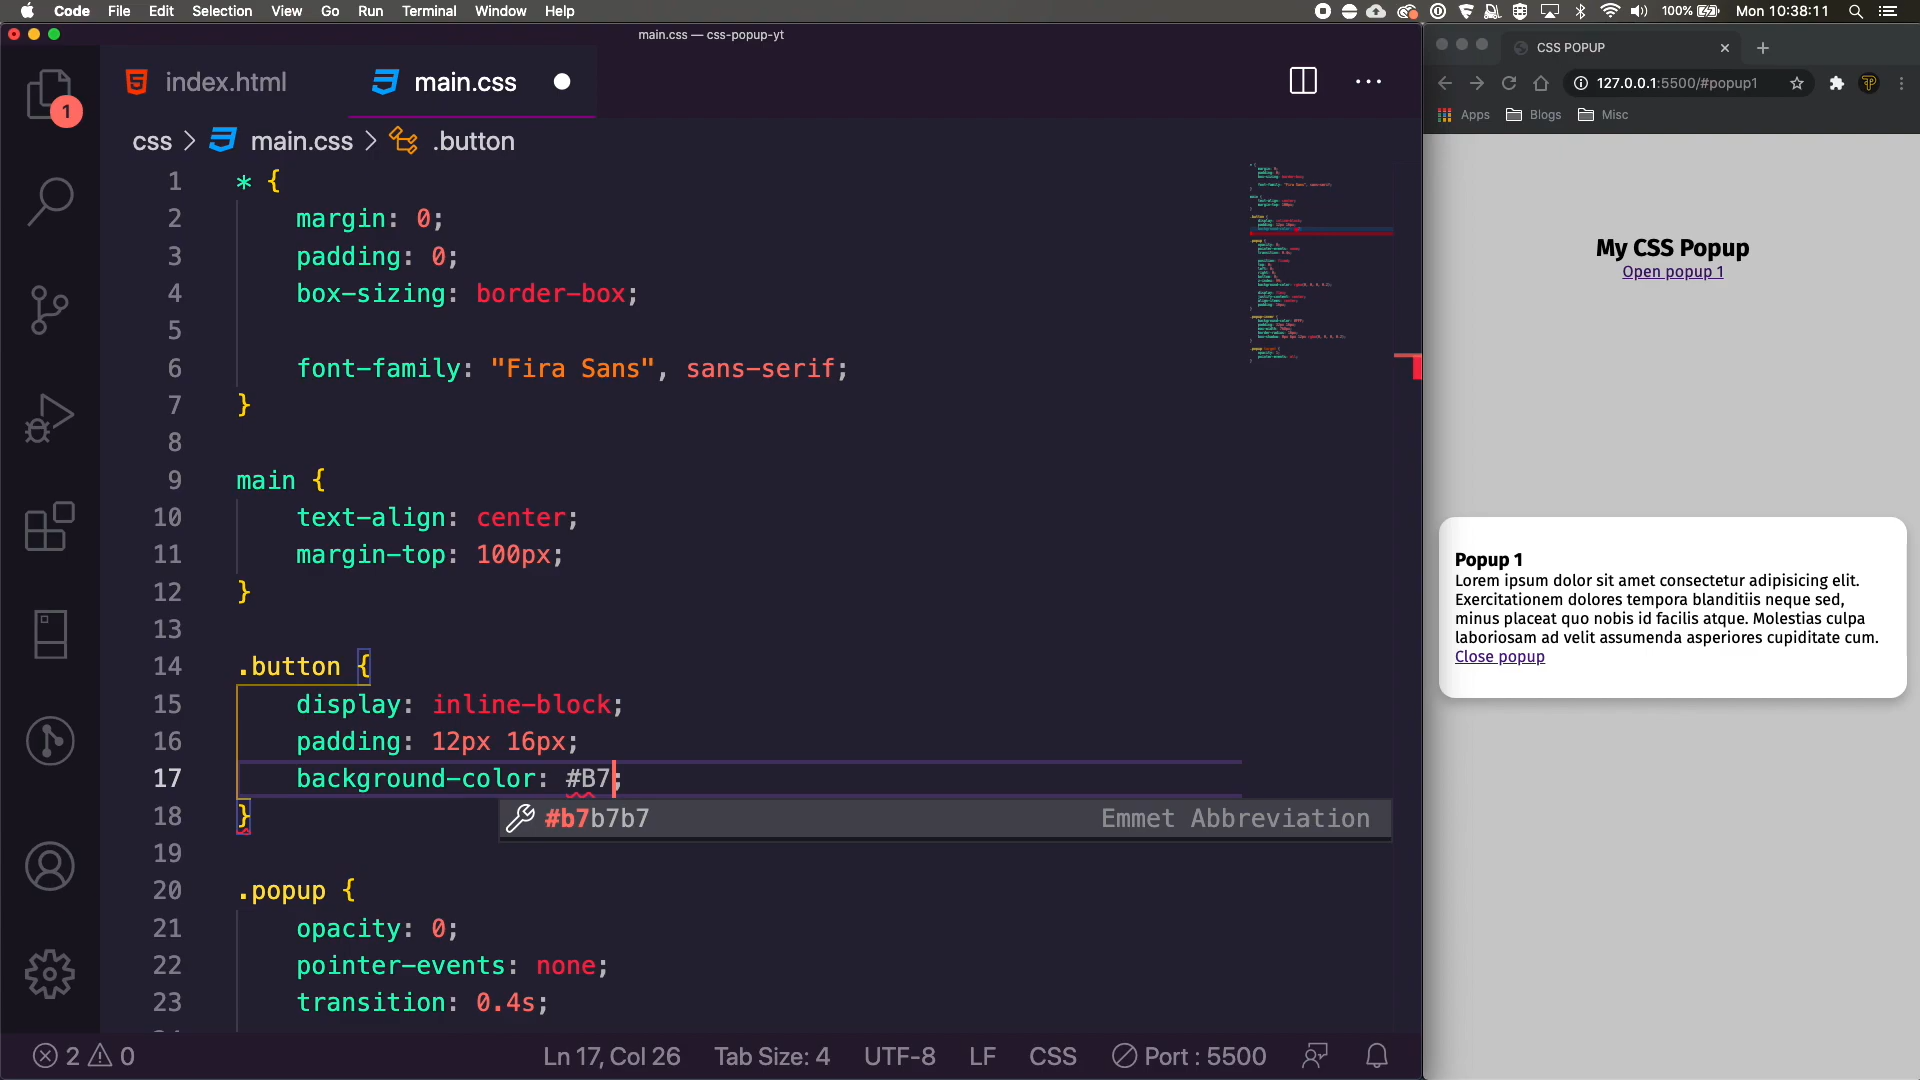 Code File Edit Selection View Go Run Terminal Window Help
100% Mon 10:38:11
main.css — css-popup-yt
index.html
main.css
1
css > main.css > .button
1 * {
2 margin: 0;
3 padding: 0;
4 box-sizing: border-box;
5
6 font-family: "Fira Sans", sans-serif;
7 }
8
9 main {
10 text-align: center;
11 margin-top: 100px;
12 }
13
14 .button {
15 display: inline-block;
16 padding: 12px 16px;
17 background-color: #B7;
#b7b7b7 Emmet Abbreviation
18 }
19
20 .popup {
21 opacity: 0;
22 pointer-events: none;
23 transition: 0.4s;
2 0
Ln 17, Col 26 Tab Size: 4 UTF-8 LF CSS Port : 5500
CSS POPUP
127.0.0.1:5500/#popup1
Apps Blogs Misc
My CSS Popup
Open popup 1
Popup 1
Lorem ipsum dolor sit amet consectetur adipisicing elit.
Exercitationem dolores tempora blanditiis neque sed,
minus placeat quo nobis id facilis atque. Molestias culpa
laboriosam ad velit assumenda asperiores cupiditate cum.
Close popup